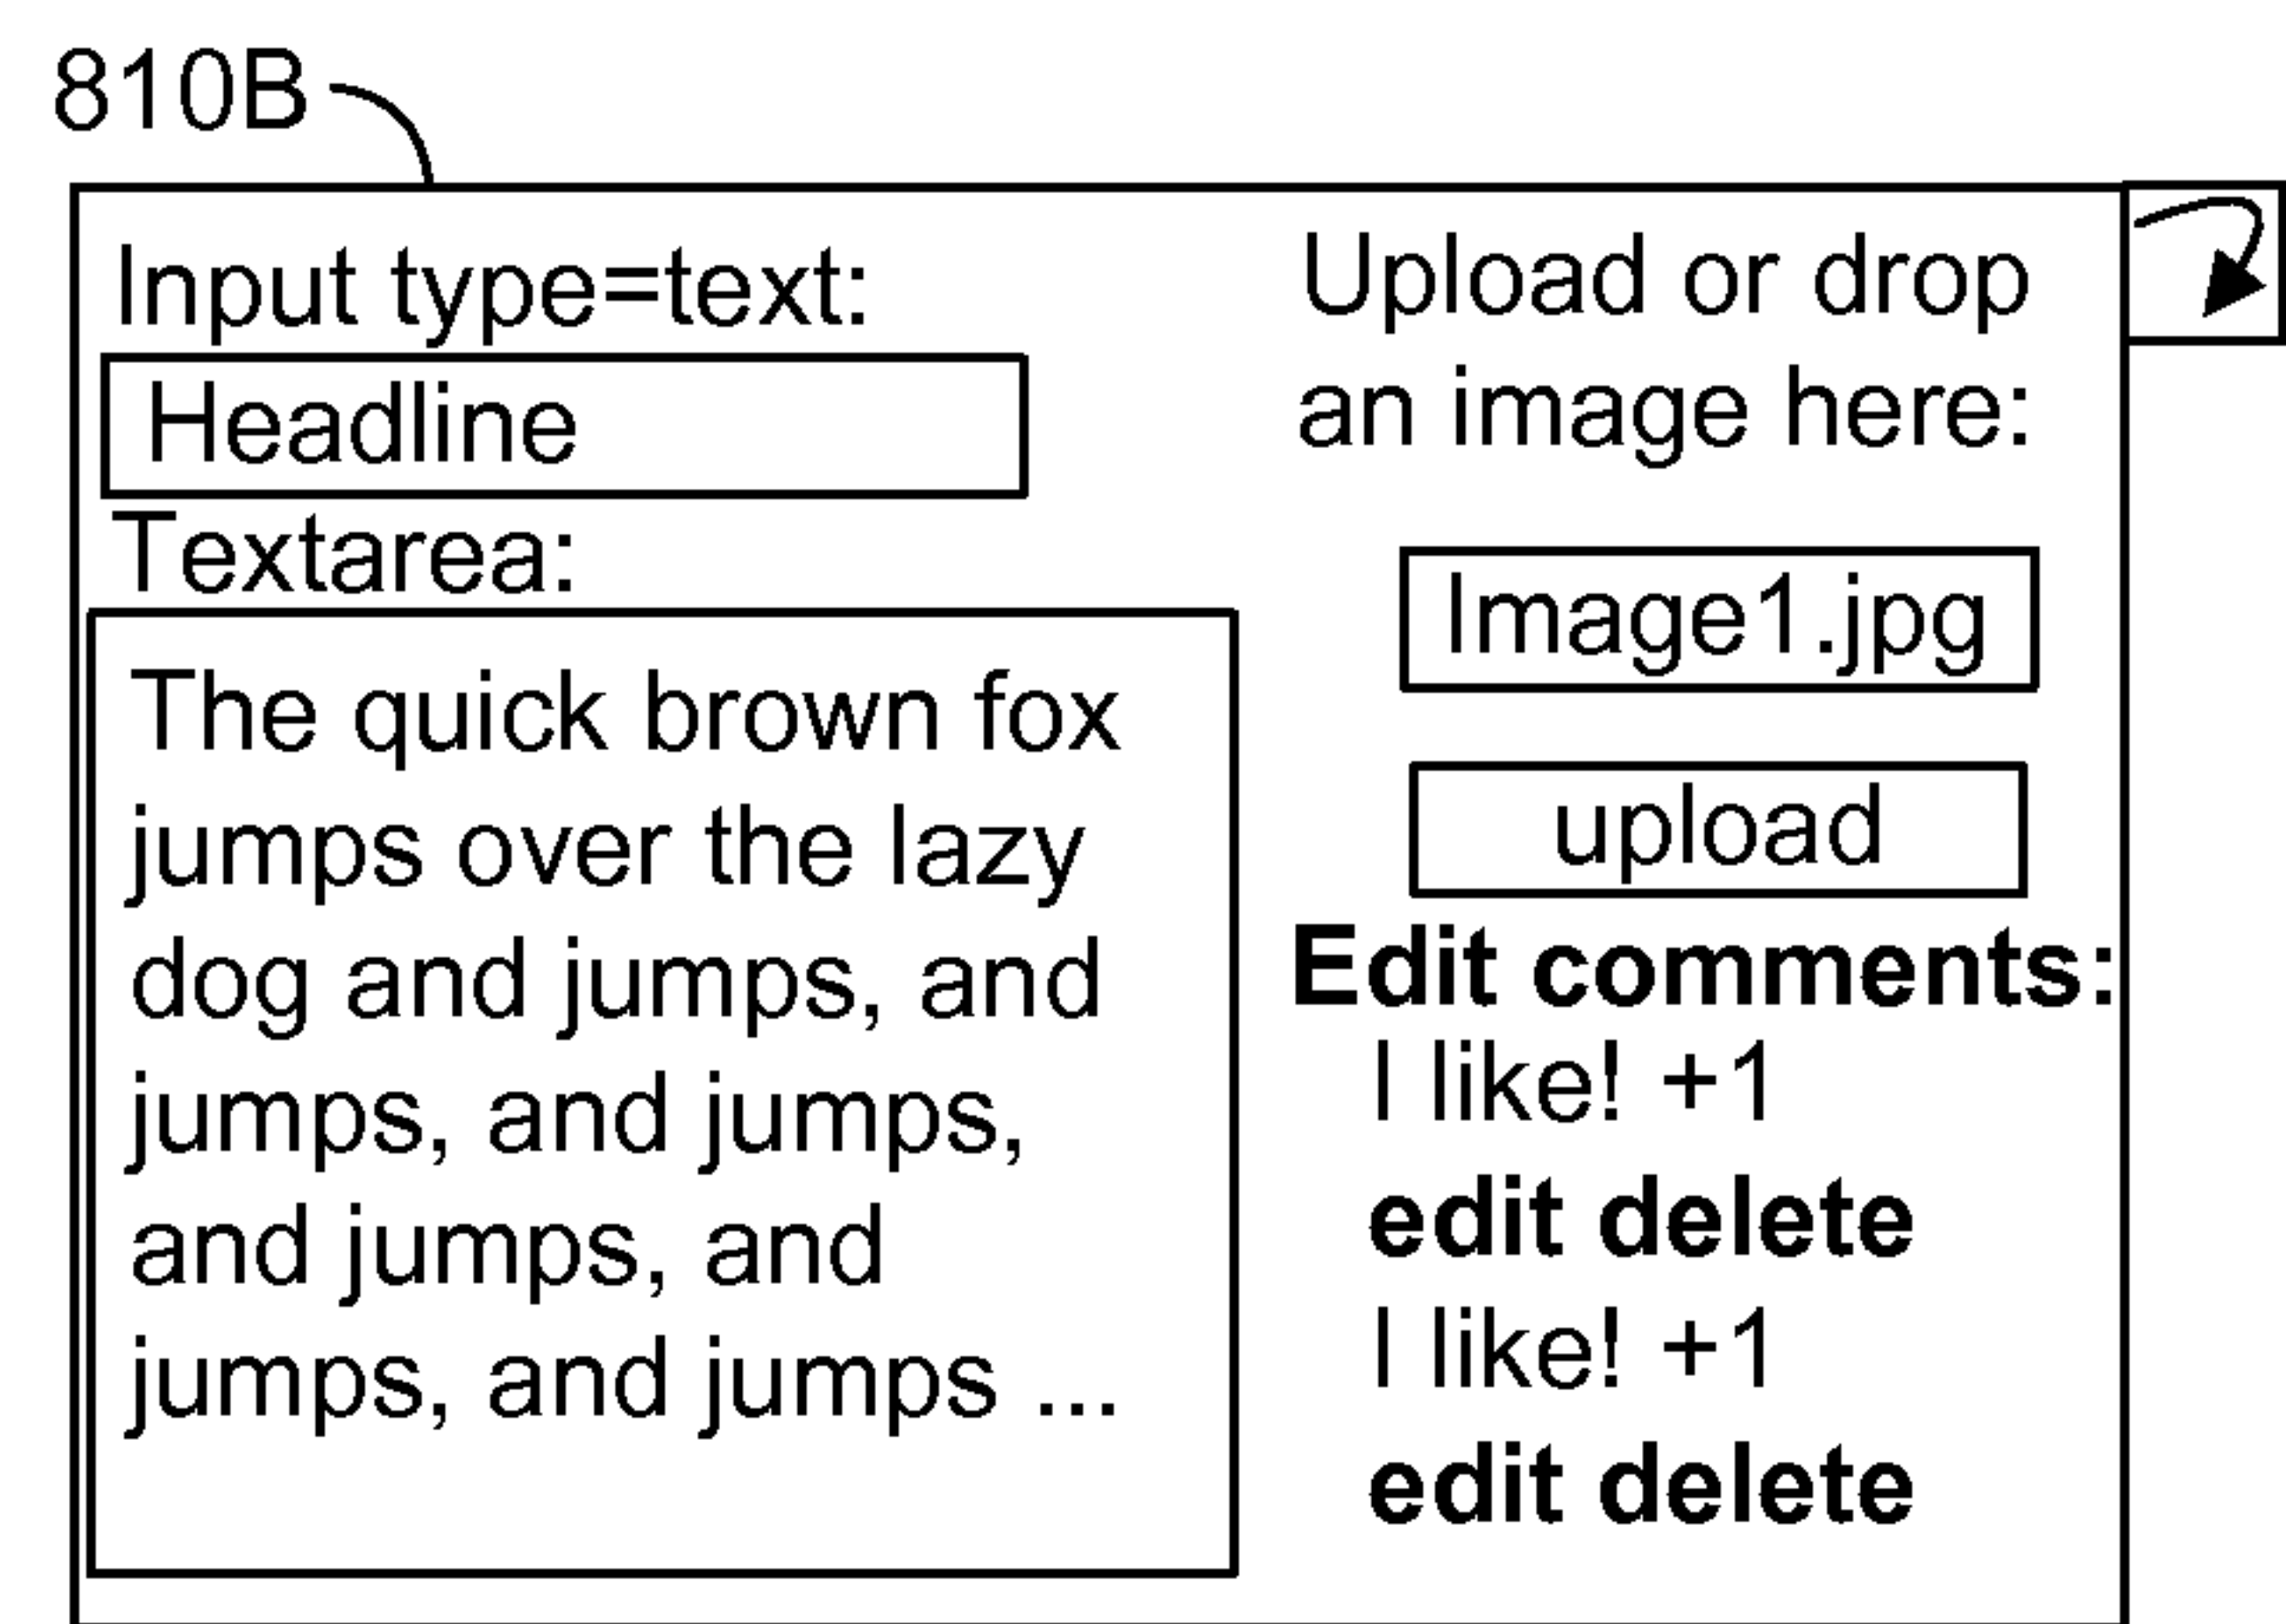 810B
Input type=text:
Headline
Textarea:
The quick brown fox
jumps over the lazy
dog and jumps, and
jumps, and jumps,
and jumps, and
jumps, and jumps ...
Upload or drop
an image here:
Image1.jpg
upload
Edit comments:
I like! +1
edit delete
I like! +1
edit delete